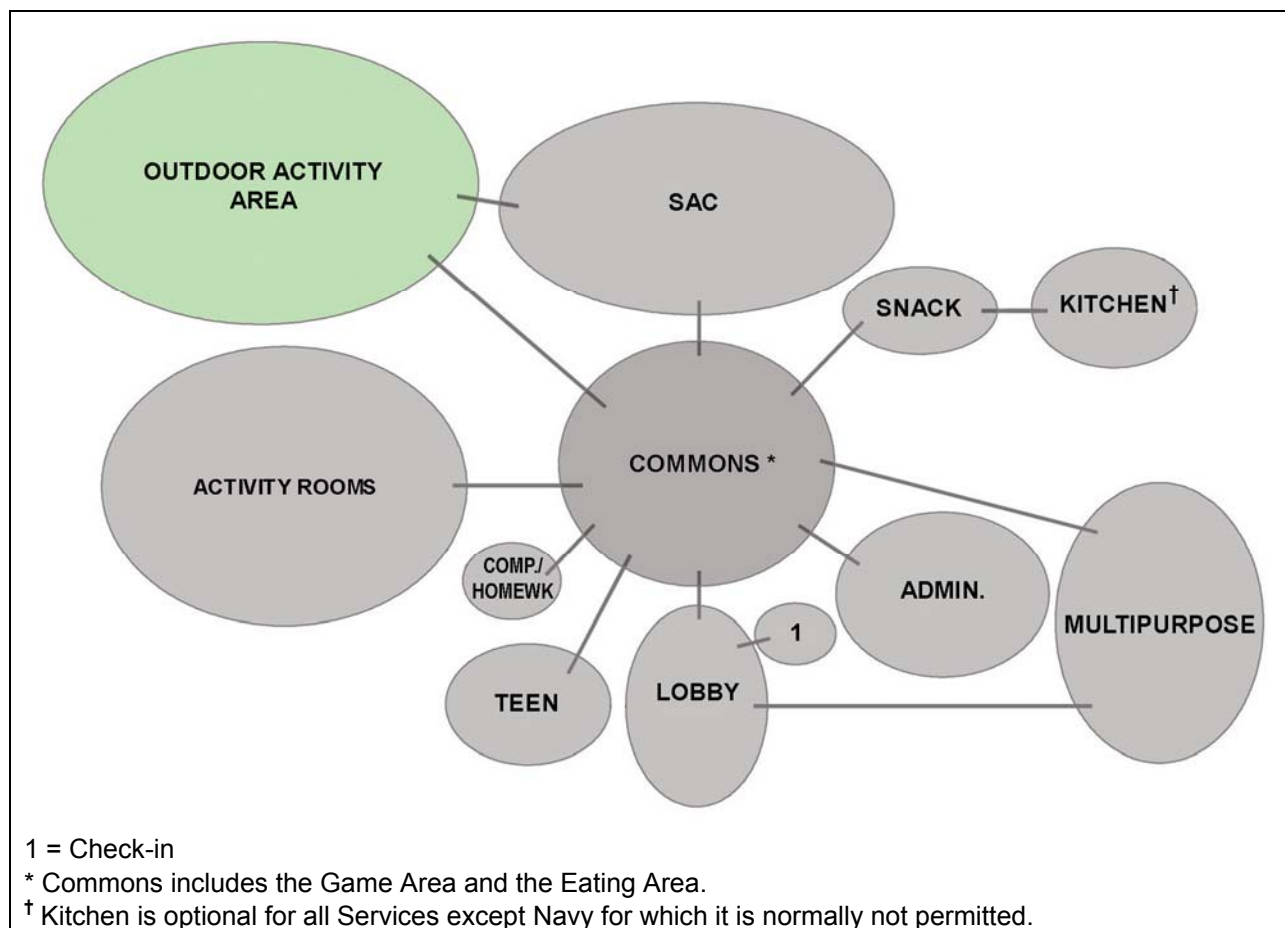 OUTDOOR ACTIVITY
AREA
SAC
SNACK
KITCHEN†
COMMONS *
ACTIVITY ROOMS
COMP./
HOMEWK
ADMIN.
MULTIPURPOSE
1
LOBBY
TEEN
1 = Check-in
* Commons includes the Game Area and the Eating Area.
† Kitchen is optional for all Services except Navy for which it is normally not permitted.